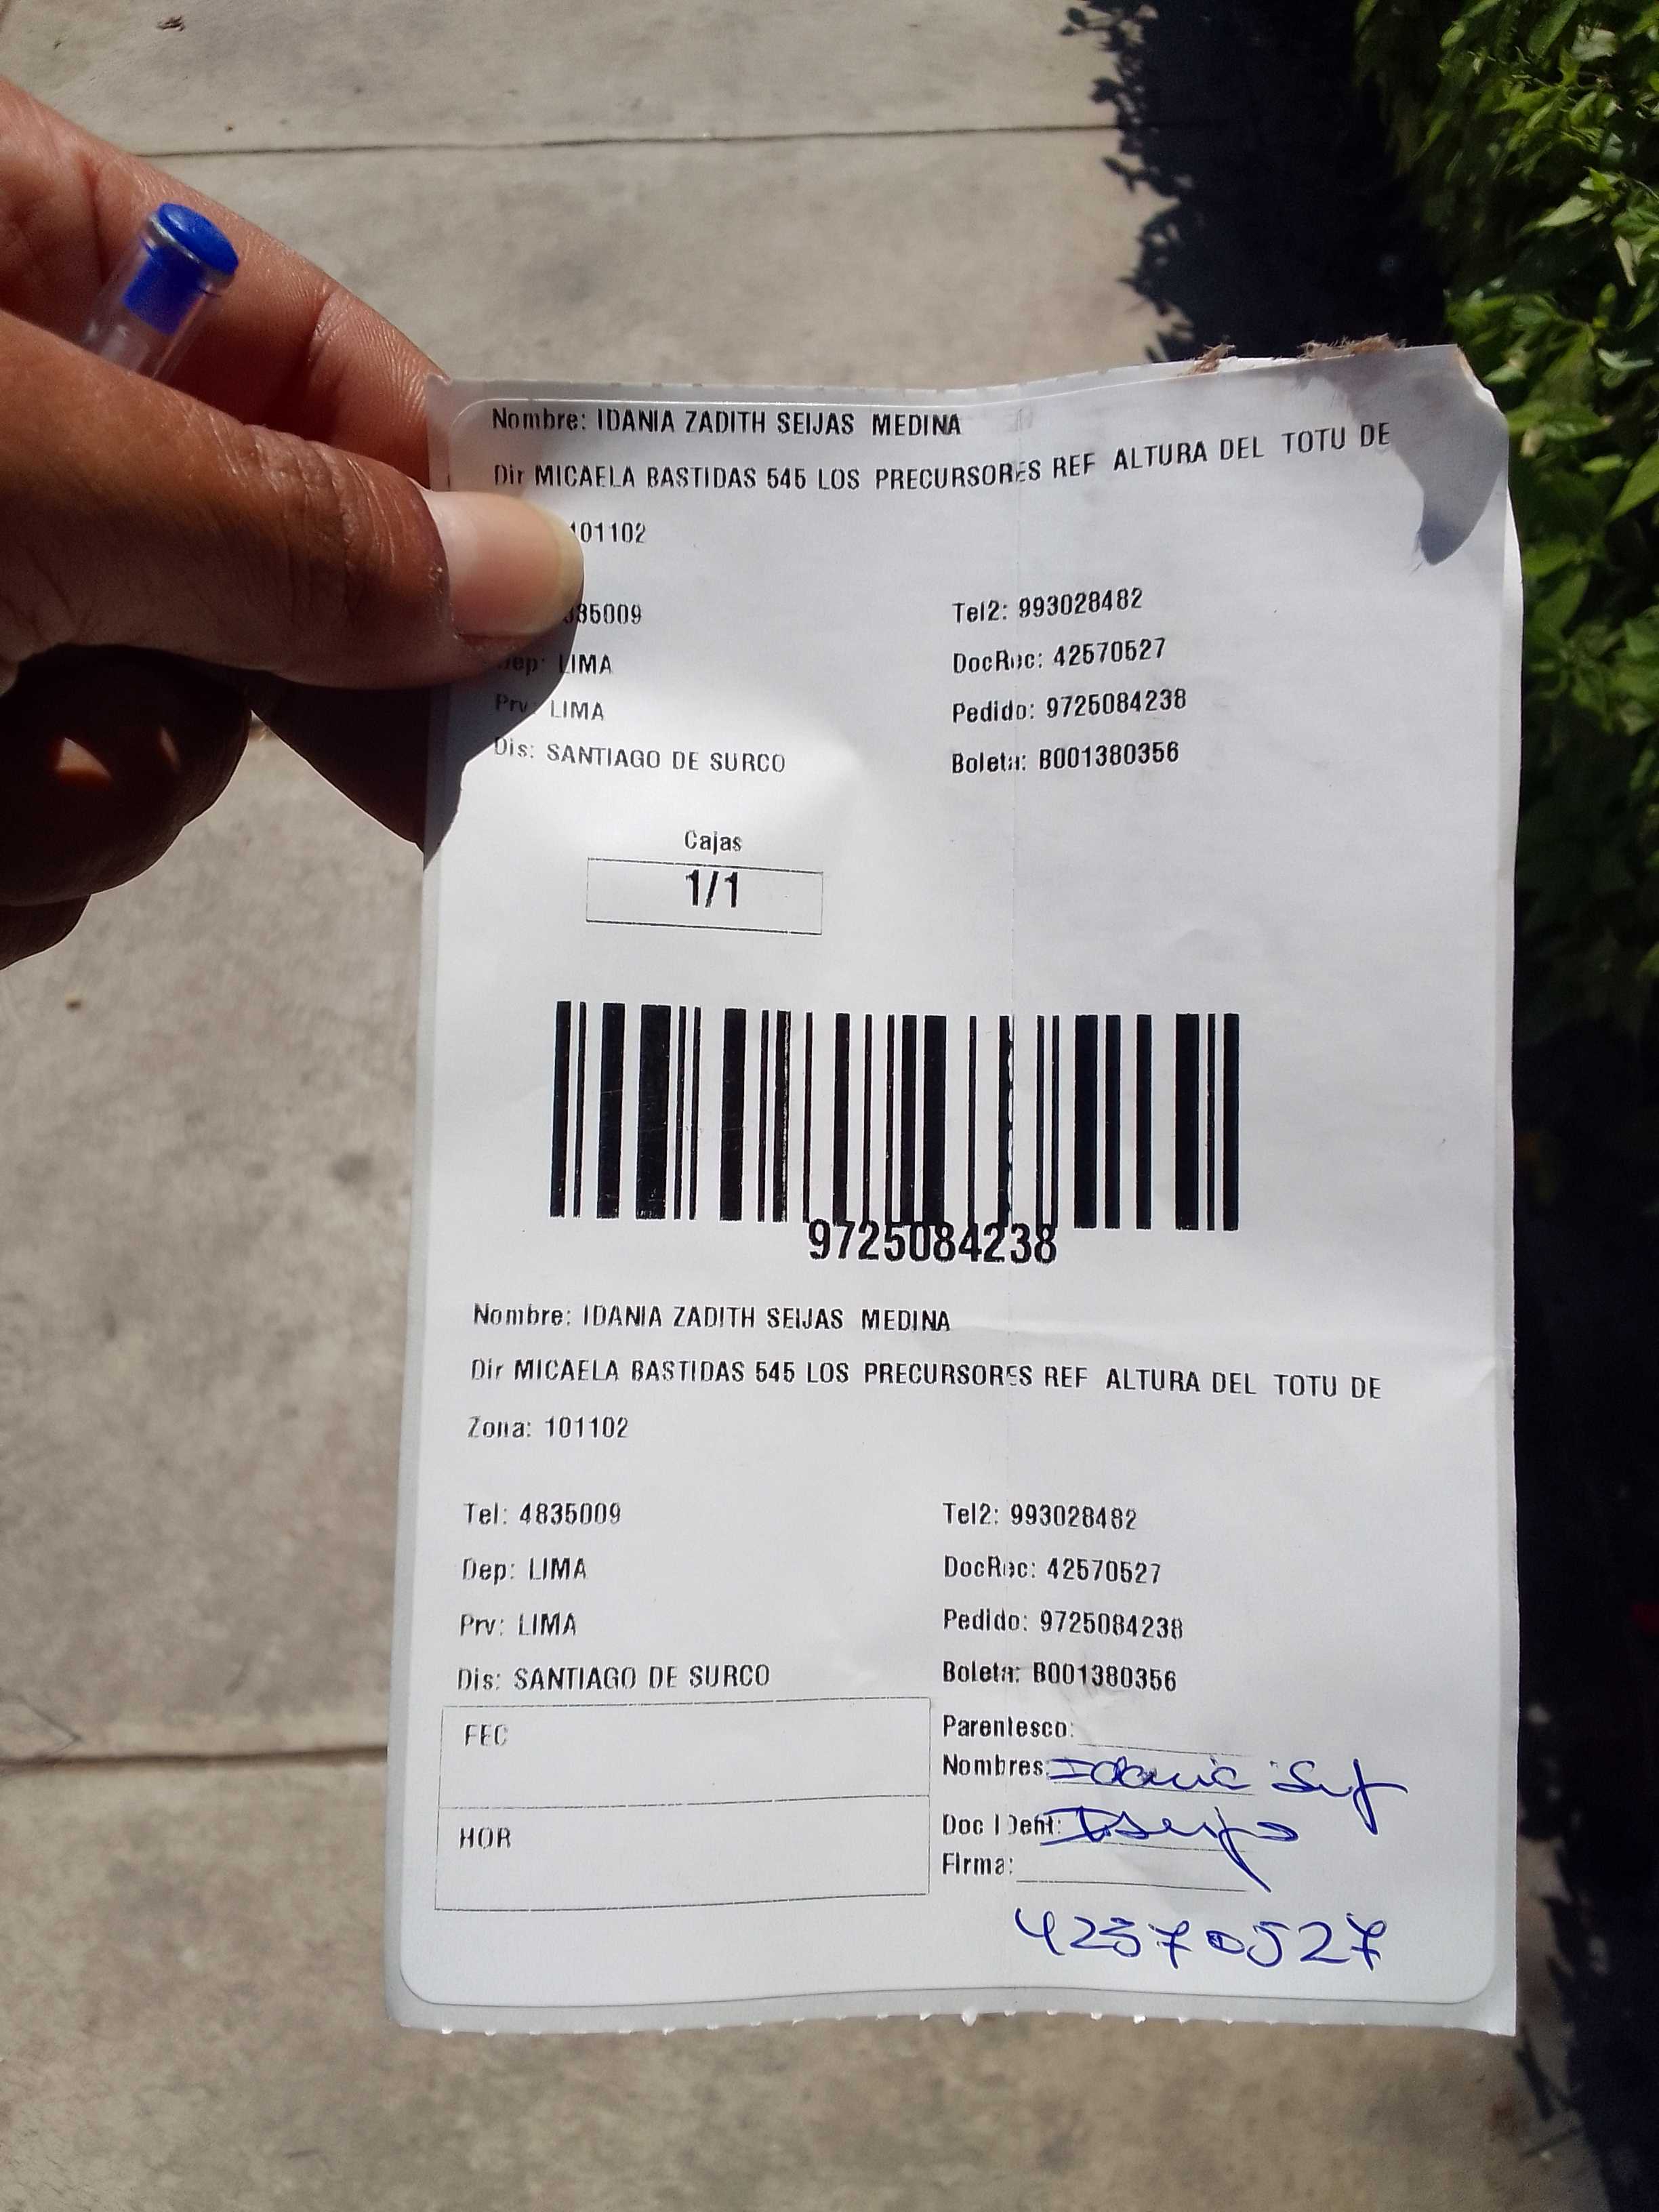 Nombre: IDANIA ZADITH SEIJAS MEDINA
Dir MICAELA BASTIDAS 545 LOS PRECURSORES REF ALTURA DEL TOTU DE
101102
35009 Tel2: 993028482
Dep: LIMA DocRec: 42570527
Prv: LIMA Pedido: 9725084238
Dis: SANTIAGO DE SURCO Boleta: B001380356
Cajas
1/1
9725084238
Nombre: IDANIA ZADITH SEIJAS MEDINA
Dir MICAELA BASTIDAS 545 LOS PRECURSORES REF ALTURA DEL TOTU DE
Zona: 101102
Tel: 4835009 Tel2: 993028482
Dep: LIMA DocRec: 42570527
Prv: LIMA Pedido: 9725084238
Dis: SANTIAGO DE SURCO Boleta: B001380356
FEC Parentesco:
Nombres: Idania
HOR Doc Ident:
Firma:
42570527